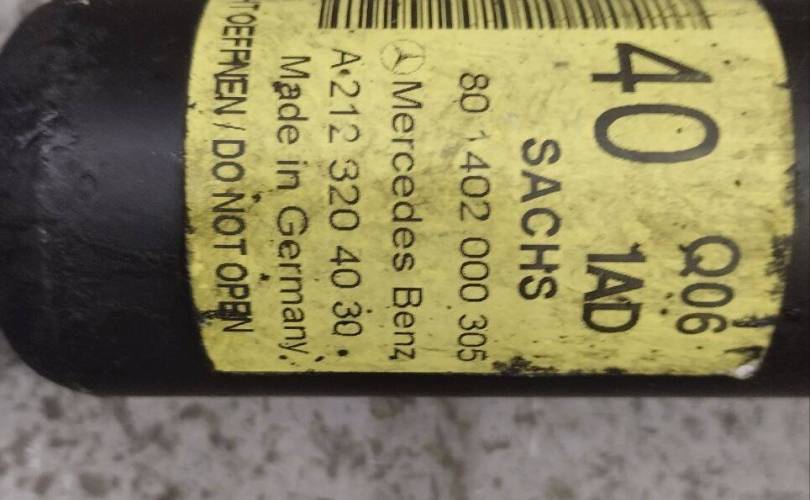 Q06
40 1AD
SACHS
80 1402 000 305
Mercedes Benz
A 212 320 40 30
Made in Germany
OEFFNEN / DO NOT OPEN